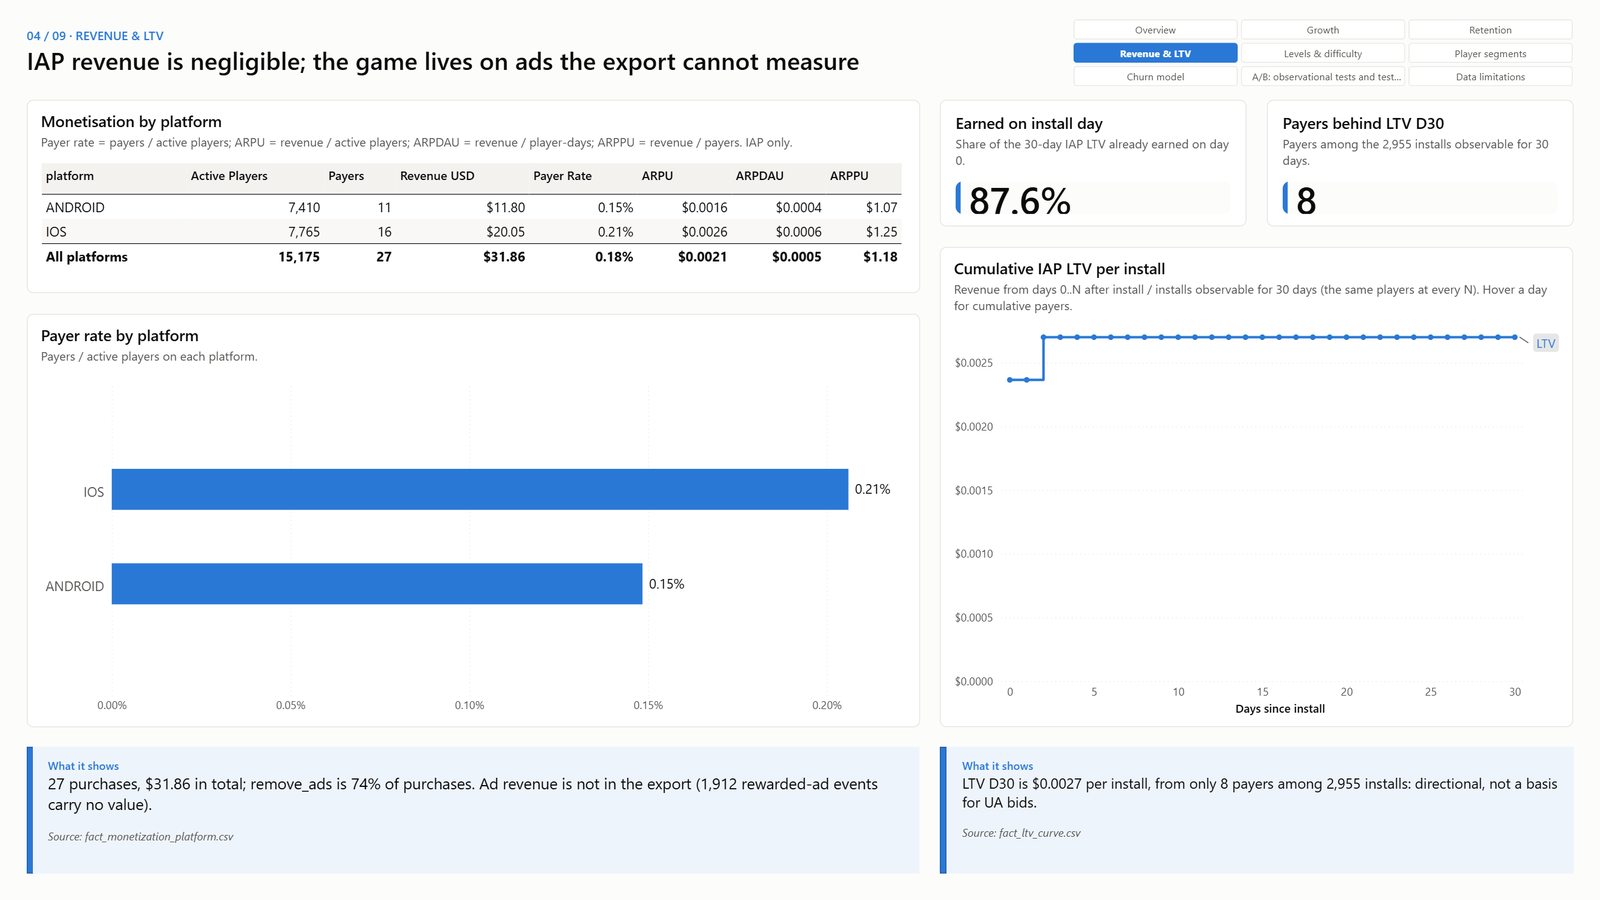 04 / 09 · REVENUE & LTV
IAP revenue is negligible; the game lives on ads the export cannot measure
Overview
Growth
Retention
Revenue & LTV
Levels & difficulty
Player segments
Churn model
A/B: observational tests and test...
Data limitations
Monetisation by platform
Payer rate = payers / active players; ARPU = revenue / active players; ARPDAU = revenue / player-days; ARPPU = revenue / payers. IAP only.
platform Active Players Payers Revenue USD Payer Rate ARPU ARPDAU ARPPU
ANDROID 7,410 11 $11.80 0.15% $0.0016 $0.0004 $1.07
IOS 7,765 16 $20.05 0.21% $0.0026 $0.0006 $1.25
All platforms 15,175 27 $31.86 0.18% $0.0021 $0.0005 $1.18
Earned on install day
Share of the 30-day IAP LTV already earned on day
0.
87.6%
Payers behind LTV D30
Payers among the 2,955 installs observable for 30
days.
8
Payer rate by platform
Payers / active players on each platform.
IOS
0.21%
ANDROID
0.15%
0.00% 0.05% 0.10% 0.15% 0.20%
Cumulative IAP LTV per install
Revenue from days 0..N after install / installs observable for 30 days (the same players at every N). Hover a day
for cumulative payers.
LTV
$0.0025
$0.0020
$0.0015
$0.0010
$0.0005
$0.0000
0 5 10 15 20 25 30
Days since install
What it shows
27 purchases, $31.86 in total; remove_ads is 74% of purchases. Ad revenue is not in the export (1,912 rewarded-ad events
carry no value).
Source: fact_monetization_platform.csv
What it shows
LTV D30 is $0.0027 per install, from only 8 payers among 2,955 installs: directional, not a basis
for UA bids.
Source: fact_ltv_curve.csv